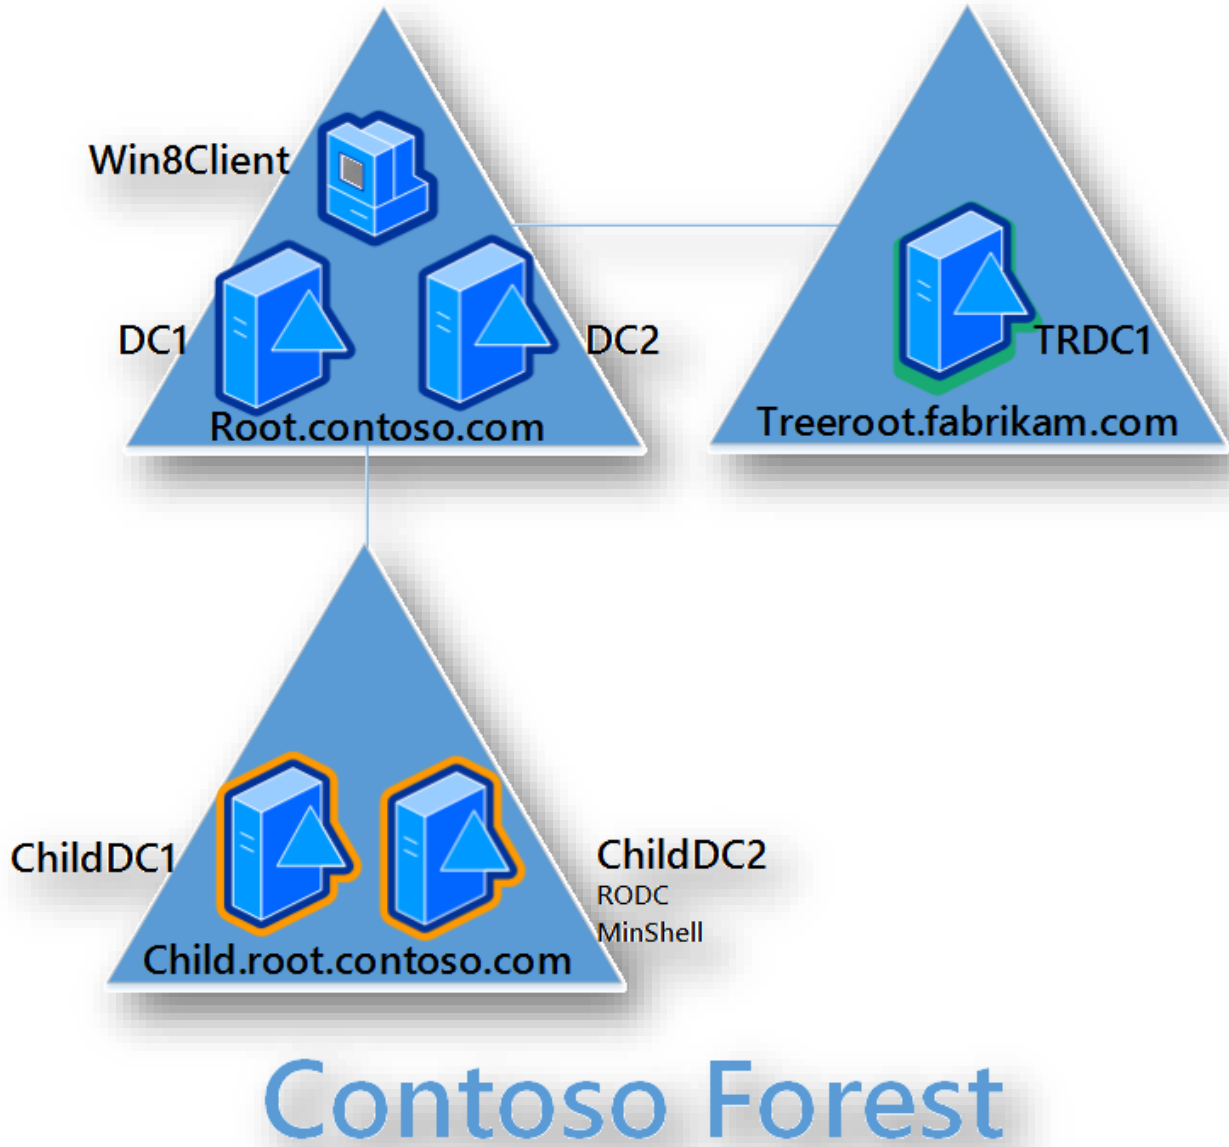 Win8Client
DC1
DC2
Root.contoso.com
TRDC1
Treeroot.fabrikam.com
ChildDC1
ChildDC2
RODC
MinShell
Child.root.contoso.com
Contoso Forest